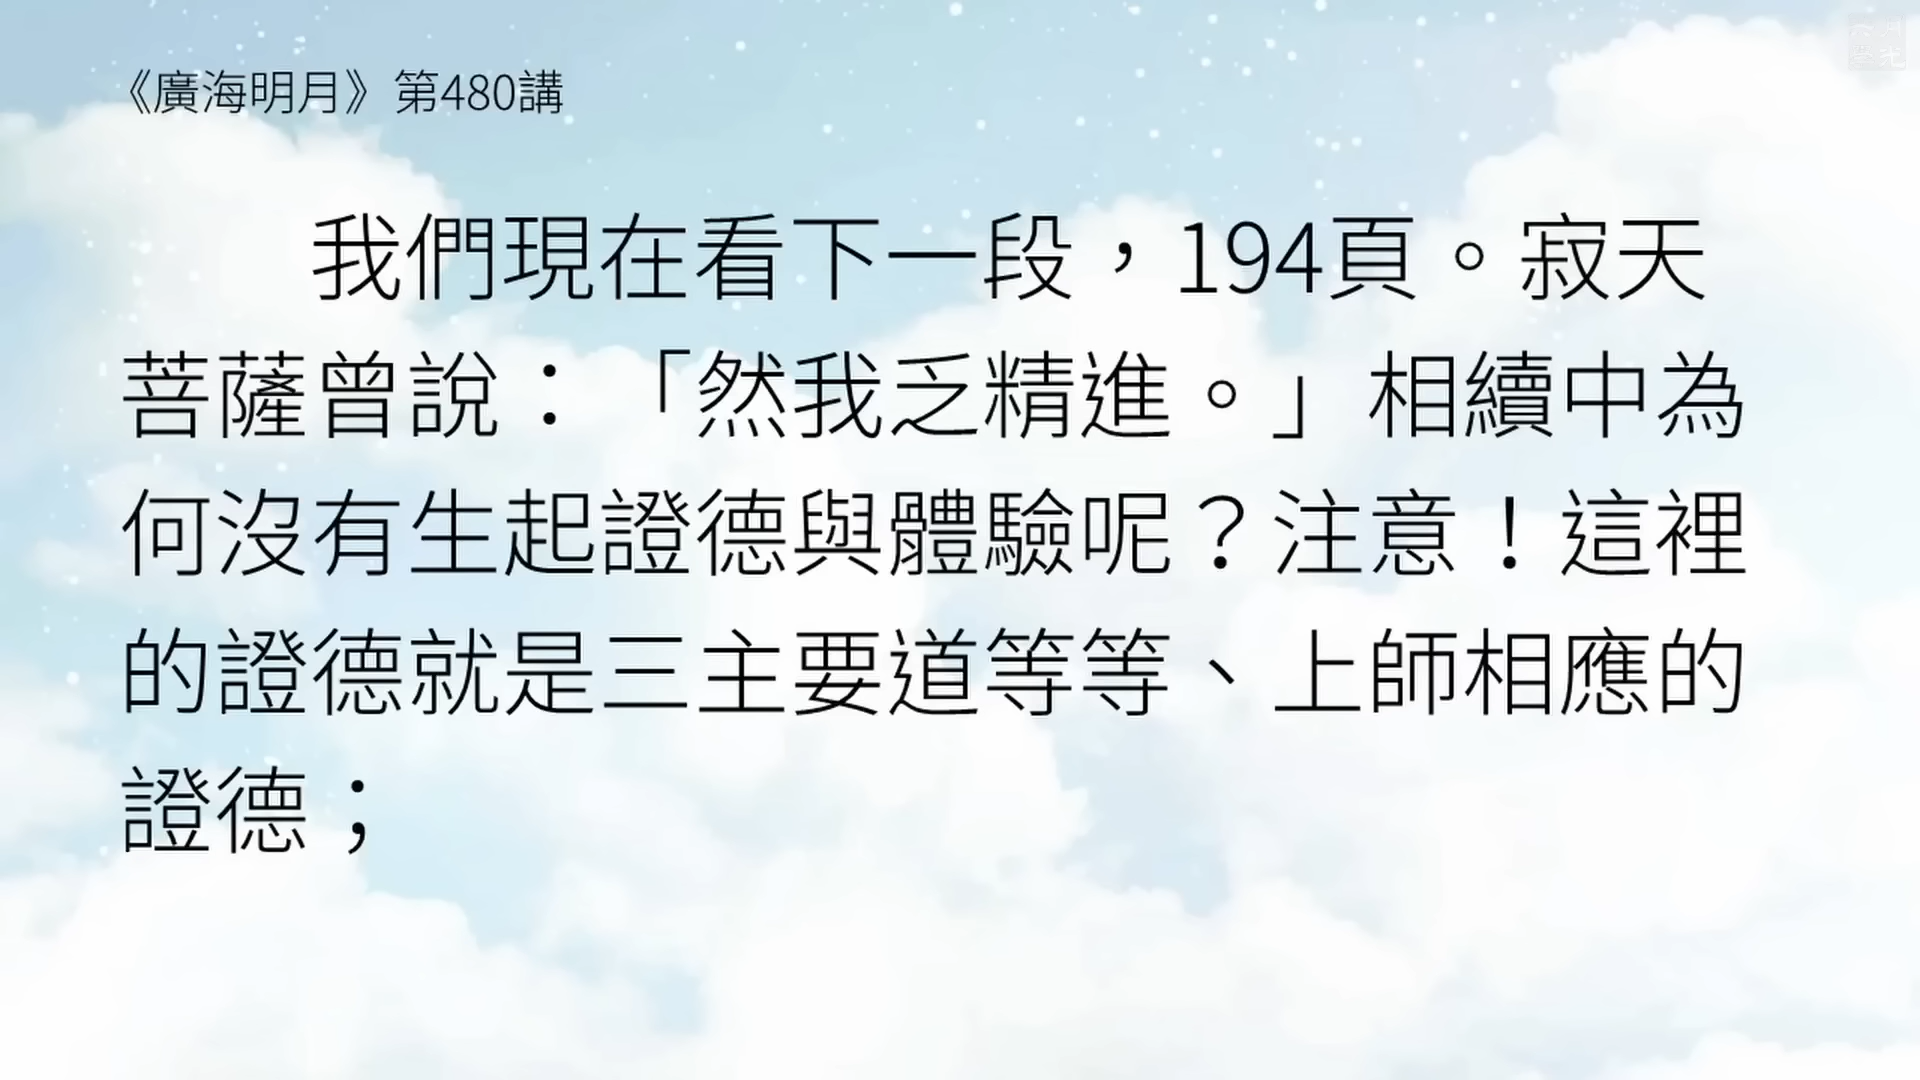 《廣海明月》第480講
我們現在看下一段，194頁。寂天
菩薩曾說：「然我乏精進。」相續中為
何沒有生起證德與體驗呢？注意！這裡
的證德就是三主要道等等、上師相應的
證德；